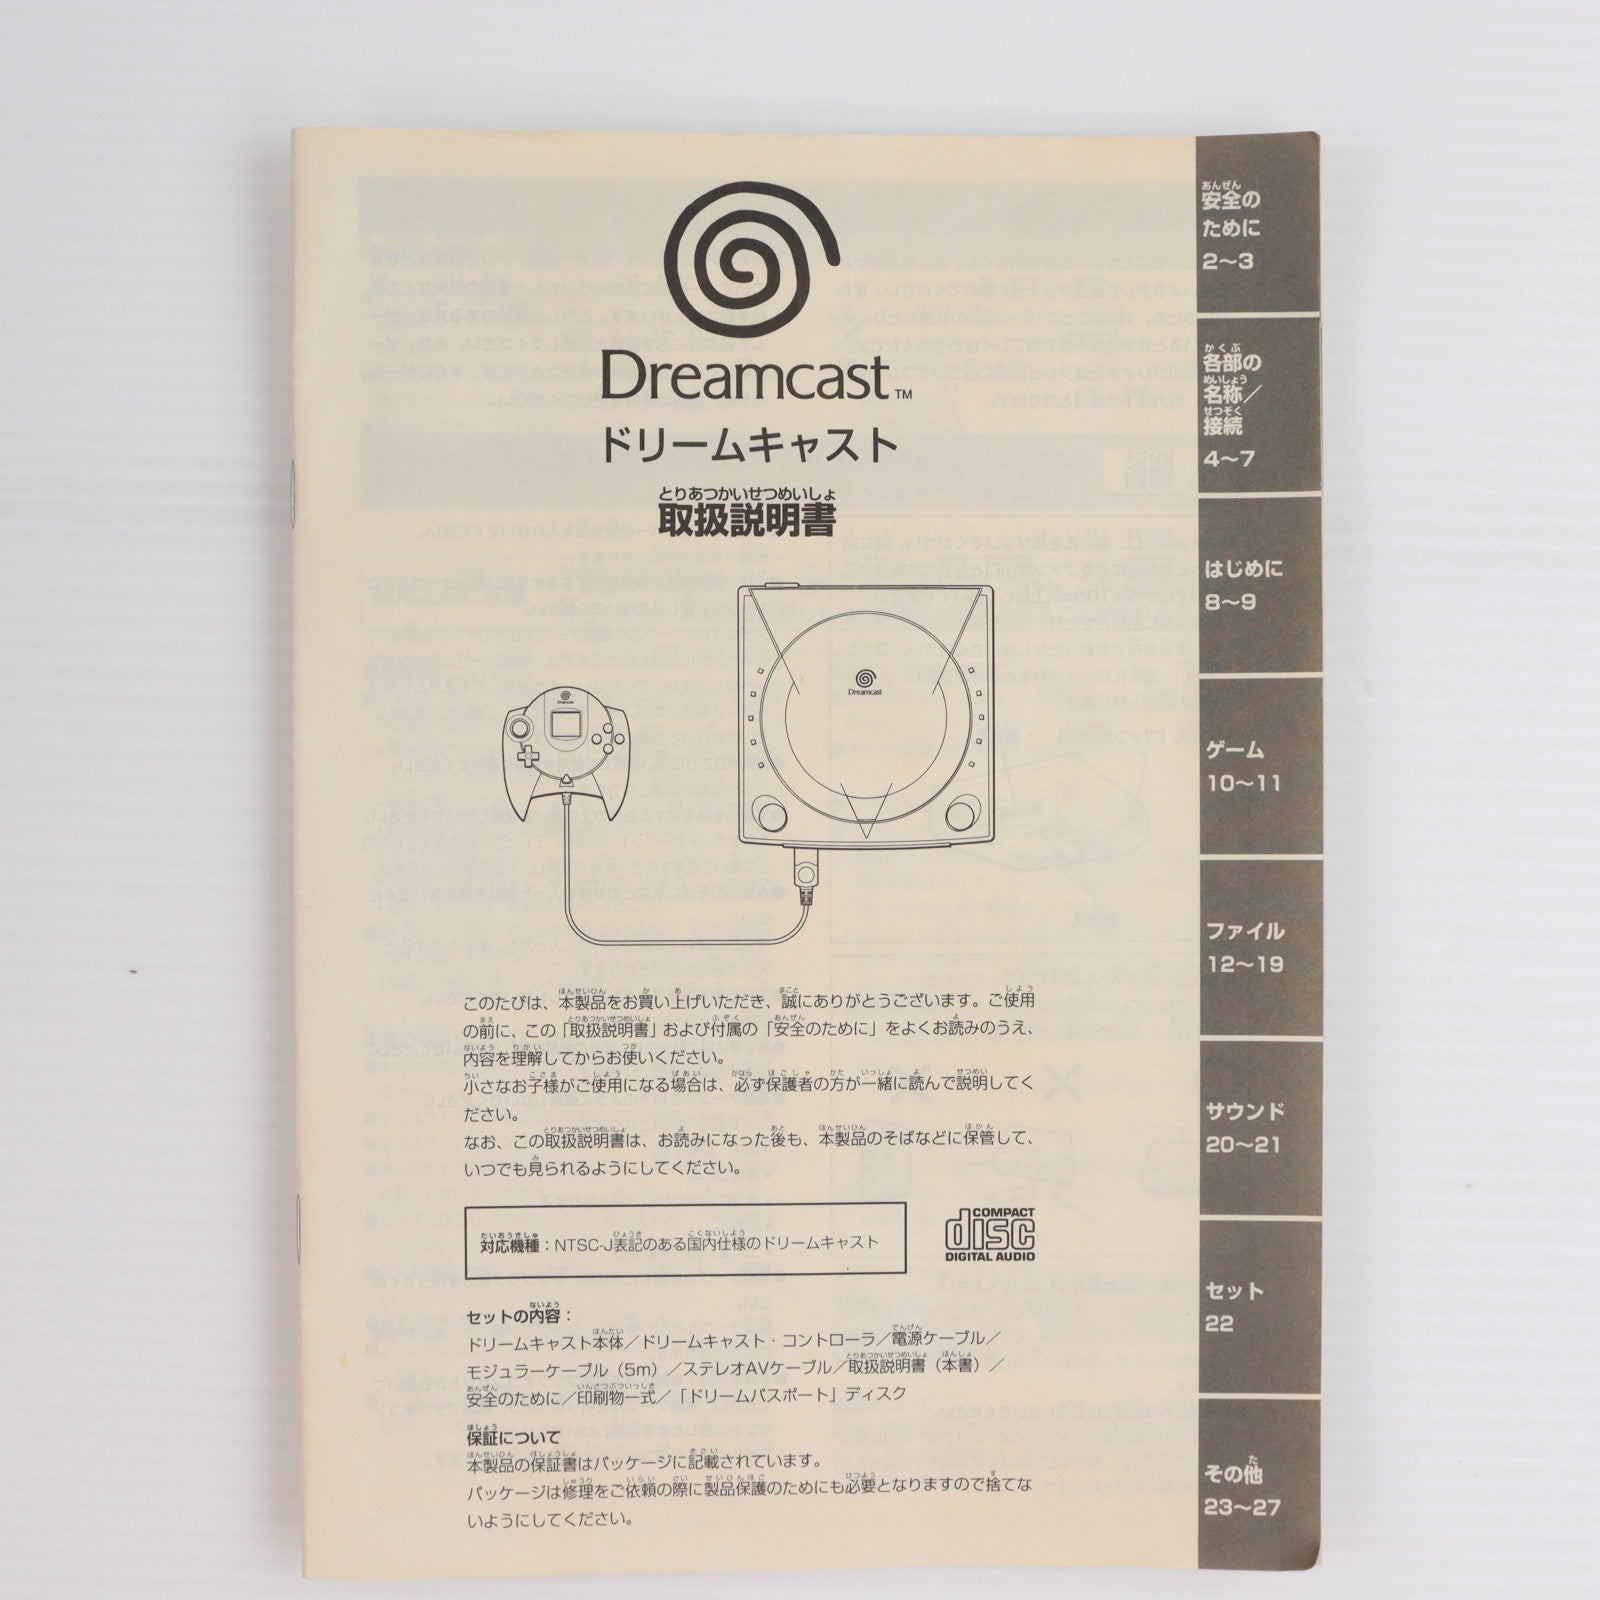 Dreamcast™
ドリームキャスト
とりあつかいせつめいしょ
取扱説明書
Dreamcast
Dreamcast
このたびは、本製品をお買い上げいただき、誠にありがとうございます。ご使用
の前に、この「取扱説明書」および付属の「安全のために」をよくお読みのうえ、
内容を理解してからお使いください。
小さなお子様がご使用になる場合は、必ず保護者の方が一緒に読んで説明してく
ださい。
なお、この取扱説明書は、お読みになった後も、本製品のそばなどに保管して、
いつでも見られるようにしてください。
対応機種：NTSC-J表記のある国内仕様のドリームキャスト
COMPACT
disc
DIGITAL AUDIO
セットの内容：
ドリームキャスト本体／ドリームキャスト・コントローラ／電源ケーブル／
モジュラーケーブル（5m）／ステレオAVケーブル／取扱説明書（本書）／
安全のために／印刷物一式／「ドリームパスポート」ディスク
保証について
本製品の保証書はパッケージに記載されています。
パッケージは修理をご依頼の際に製品保護のためにも必要となりますので捨てな
いようにしてください。
あんぜん
安全の
ために
2～3
かくぶ
各部の
めいしょう
名称／
せつぞく
接続
4～7
はじめに
8～9
ゲーム
10～11
ファイル
12～19
サウンド
20～21
セット
22
その他
23～27